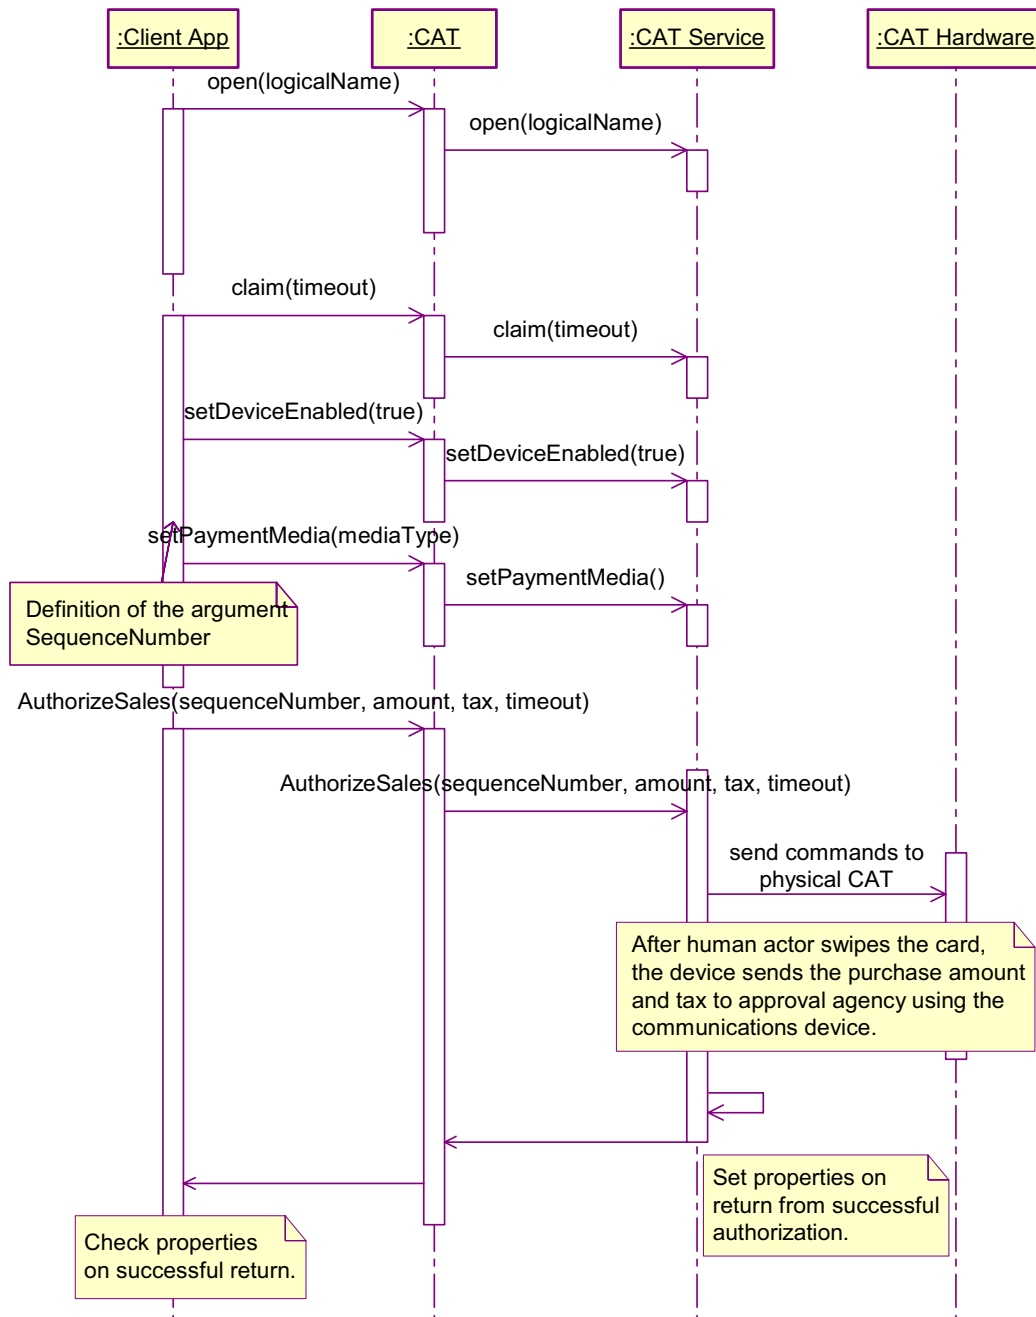 :Client App
:CAT
:CAT Service
:CAT Hardware
open(logicalName)
open(logicalName)
claim(timeout)
claim(timeout)
setDeviceEnabled(true)
setDeviceEnabled(true)
setPaymentMedia(mediaType)
setPaymentMedia()
Definition of the argument
SequenceNumber
AuthorizeSales(sequenceNumber, amount, tax, timeout)
AuthorizeSales(sequenceNumber, amount, tax, timeout)
send commands to
physical CAT
After human actor swipes the card,
the device sends the purchase amount
and tax to approval agency using the
communications device.
Set properties on
return from successful
authorization.
Check properties
on successful return.